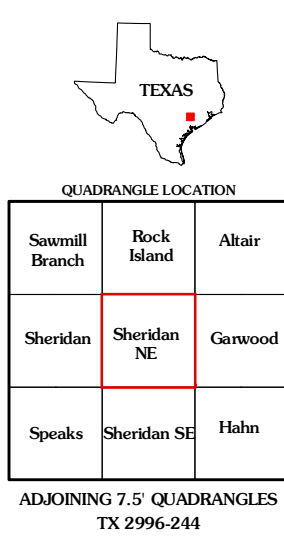 TEXAS
QUADRANGLE LOCATION
Sawmill
Branch
Rock
Island
Altair
Sheridan
Sheridan
NE
Garwood
Speaks
Sheridan SE
Hahn
ADJOINING 7.5' QUADRANGLES
TX 2996-244